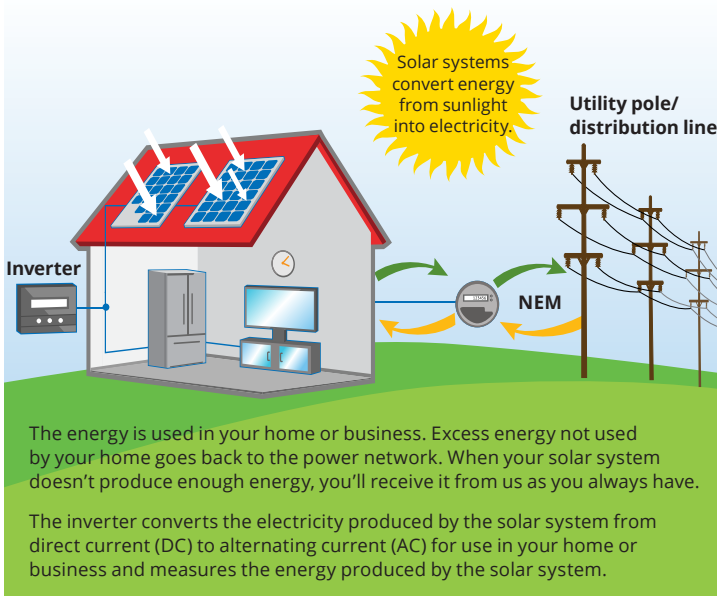 Solar systems
convert energy
from sunlight
into electricity.
Utility pole/
distribution line
Inverter
NEM
The energy is used in your home or business. Excess energy not used
by your home goes back to the power network. When your solar system
doesn’t produce enough energy, you’ll receive it from us as you always have.
The inverter converts the electricity produced by the solar system from
direct current (DC) to alternating current (AC) for use in your home or
business and measures the energy produced by the solar system.